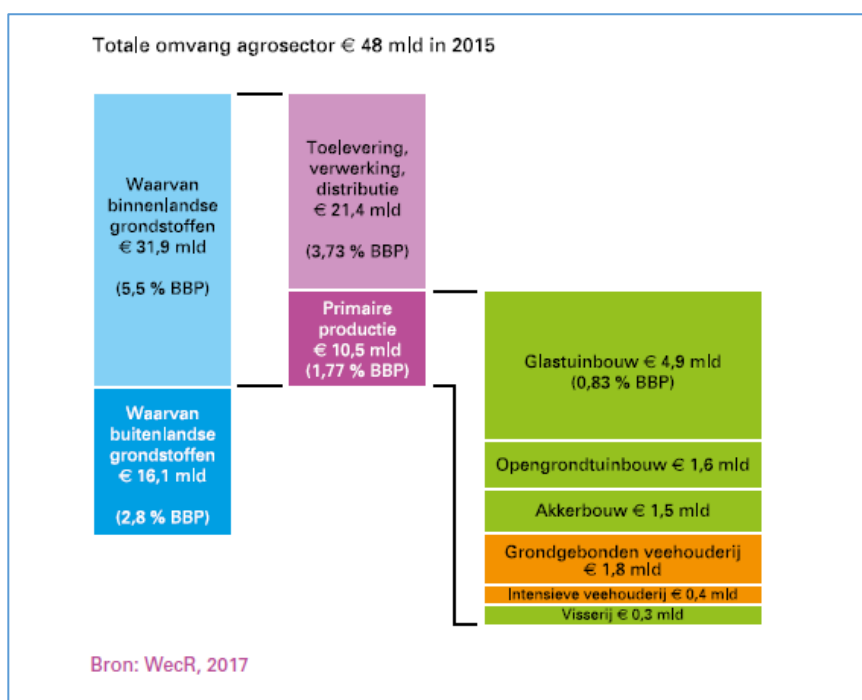 Totale omvang agrosector € 48 mld in 2015
Waarvan
binnenlandse
grondstoffen
€ 31,9 mld
(5,5 % BBP)
Waarvan
buitenlandse
grondstoffen
€ 16,1 mld
(2,8 % BBP)
Toelevering,
verwerking,
distributie
€ 21,4 mld
(3,73 % BBP)
Primaire
productie
€ 10,5 mld
(1,77 % BBP)
Glastuinbouw € 4,9 mld
(0,83 % BBP)
Opengrondtuinbouw € 1,6 mld
Akkerbouw € 1,5 mld
Grondgebonden veehouderij
€ 1,8 mld
Intensieve veehouderij € 0,4 mld
Visserij € 0,3 mld
Bron: WecR, 2017